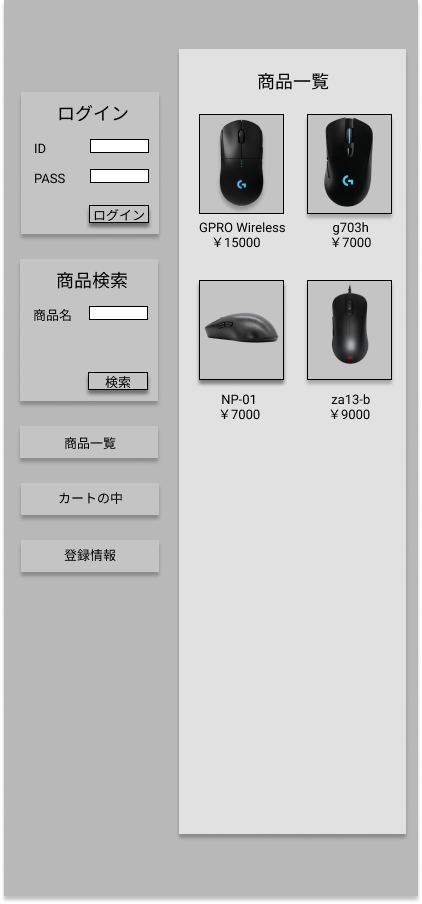 ログイン
ID
PASS
ログイン
商品検索
商品名
検索
商品一覧
カートの中
登録情報
商品一覧
GPRO Wireless
￥15000
g703h
￥7000
NP-01
￥7000
za13-b
￥9000